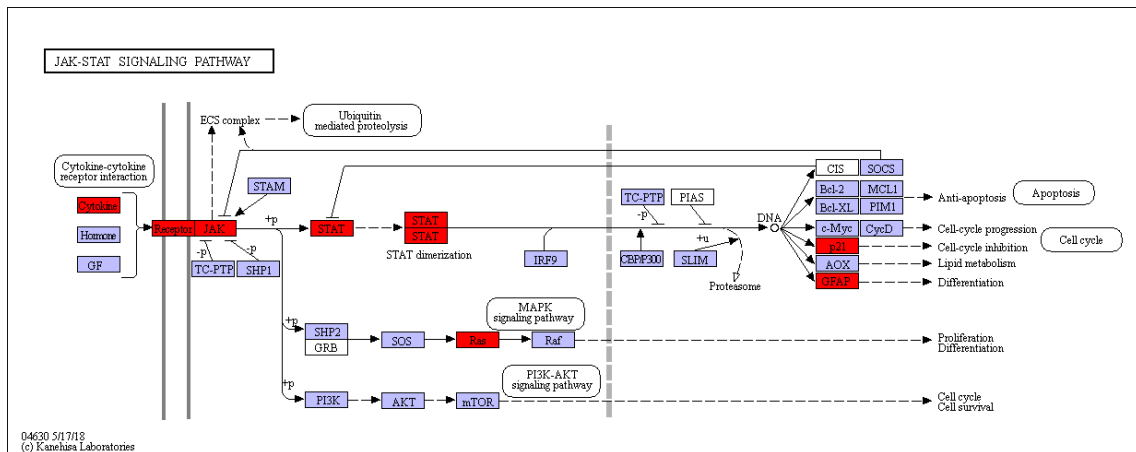 JAK-STAT SIGNALING PATHWAY
ECS complex
Ubiquitin
mediated proteolysis
Cytokine-cytokine
receptor interaction
Cytokine
Hormone
GF
Receptor
JAK
STAM
+p
-p
-p
TC-PTP
SHP1
STAT
STAT
STAT
STAT dimerization
IRF9
TC-PTP
PIAS
-p
+u
CBP/P300
SLIM
Proteasome
DNA
CIS
SOCS
Bcl-2
MCL1
Bcl-XL
PIM1
c-Myc
CycD
p21
AOX
GFAP
Anti-apoptosis
Apoptosis
Cell-cycle progression
Cell cycle
Cell-cycle inhibition
Lipid metabolism
Differentiation
+p
SHP2
GRB
SOS
Ras
Raf
MAPK
signaling pathway
Proliferation
Differentiation
+p
PI3K
AKT
mTOR
PI3K-AKT
signaling pathway
Cell cycle
Cell survival
04630 5/17/18
(c) Kanehisa Laboratories